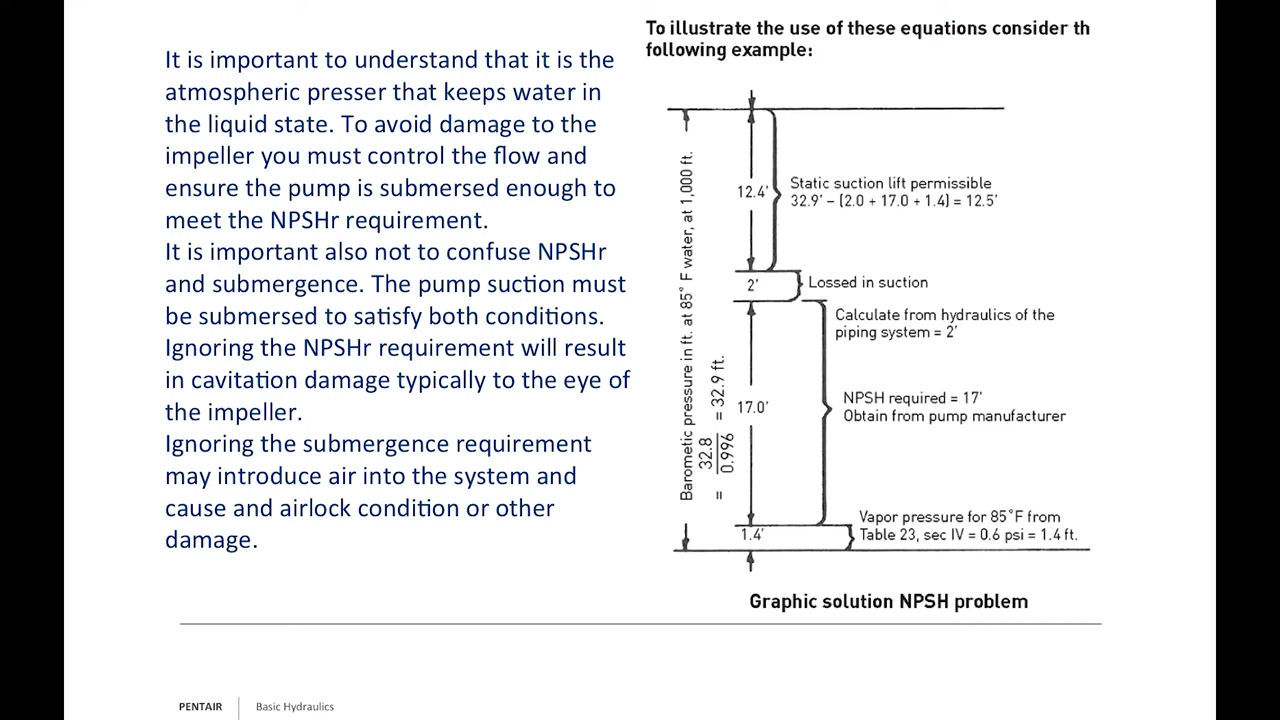 It is important to understand that it is the
atmospheric presser that keeps water in
the liquid state. To avoid damage to the
impeller you must control the flow and
ensure the pump is submersed enough to
meet the NPSHr requirement.
It is important also not to confuse NPSHr
and submergence. The pump suction must
be submersed to satisfy both conditions.
Ignoring the NPSHr requirement will result
in cavitation damage typically to the eye of
the impeller.
Ignoring the submergence requirement
may introduce air into the system and
cause and airlock condition or other
damage.
To illustrate the use of these equations consider th
following example:
Barometic pressure in ft. at 85° F water, at 1,000 ft.
= 32.8 / 0.996 = 32.9 ft.
12.4'
Static suction lift permissible
32.9' – (2.0 + 17.0 + 1.4) = 12.5'
2'
Lossed in suction
Calculate from hydraulics of the
piping system = 2'
17.0'
NPSH required = 17'
Obtain from pump manufacturer
1.4'
Vapor pressure for 85°F from
Table 23, sec IV = 0.6 psi = 1.4 ft.
Graphic solution NPSH problem
PENTAIR
Basic Hydraulics